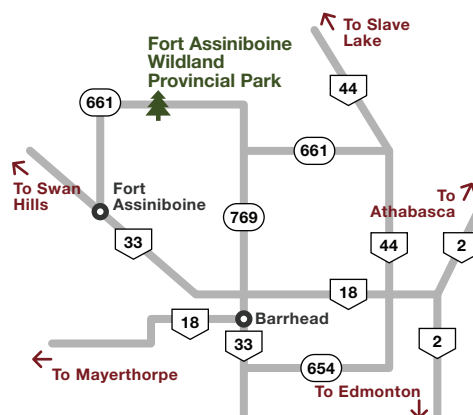 To Slave
Lake
Fort Assiniboine
Wildland
Provincial Park
44
661
661
To Swan
Hills
Fort
Assiniboine
To
Athabasca
769
33
44
2
18
18
Barrhead
33
2
654
To Mayerthorpe
To Edmonton